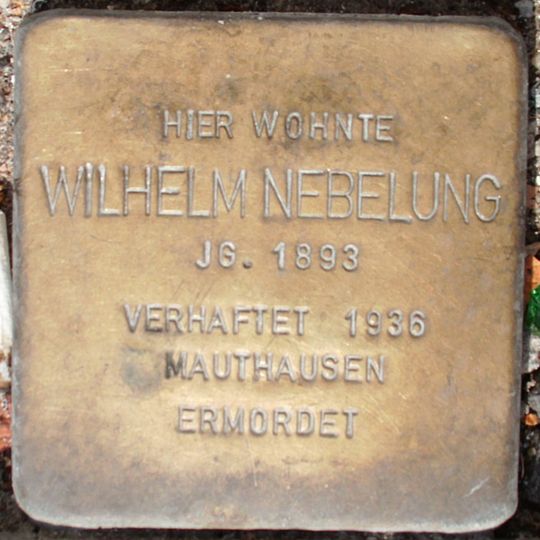 HIER WOHNTE
WILHELM NEBELUNG
JG. 1893
VERHAFTET 1936
MAUTHAUSEN
ERMORDET